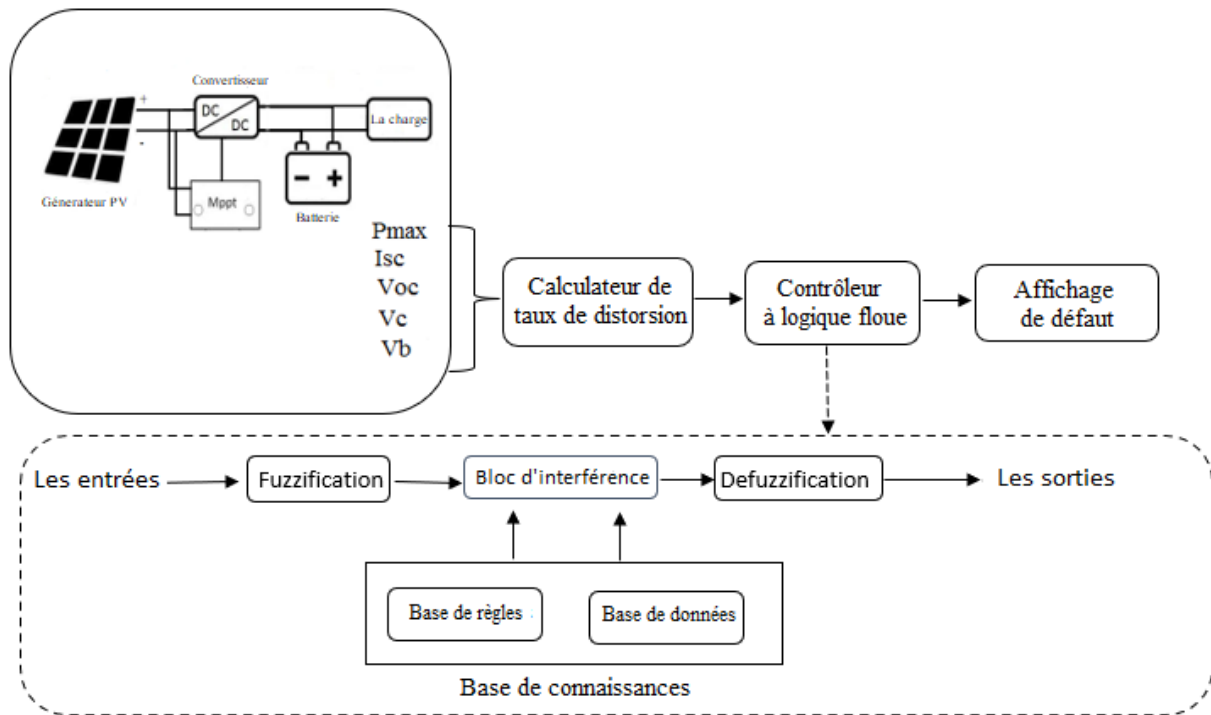 Convertisseur
+
-
DC
DC
La charge
Mppt
Génerateur PV
− +
Batterie
Pmax
Isc
Voc
Vc
Vb
Calculateur de
taux de distorsion
Contrôleur
à logique floue
Affichage
de défaut
Les entrées
Fuzzification
Bloc d'interférence
Defuzzification
Les sorties
Base de règles
Base de données
Base de connaissances